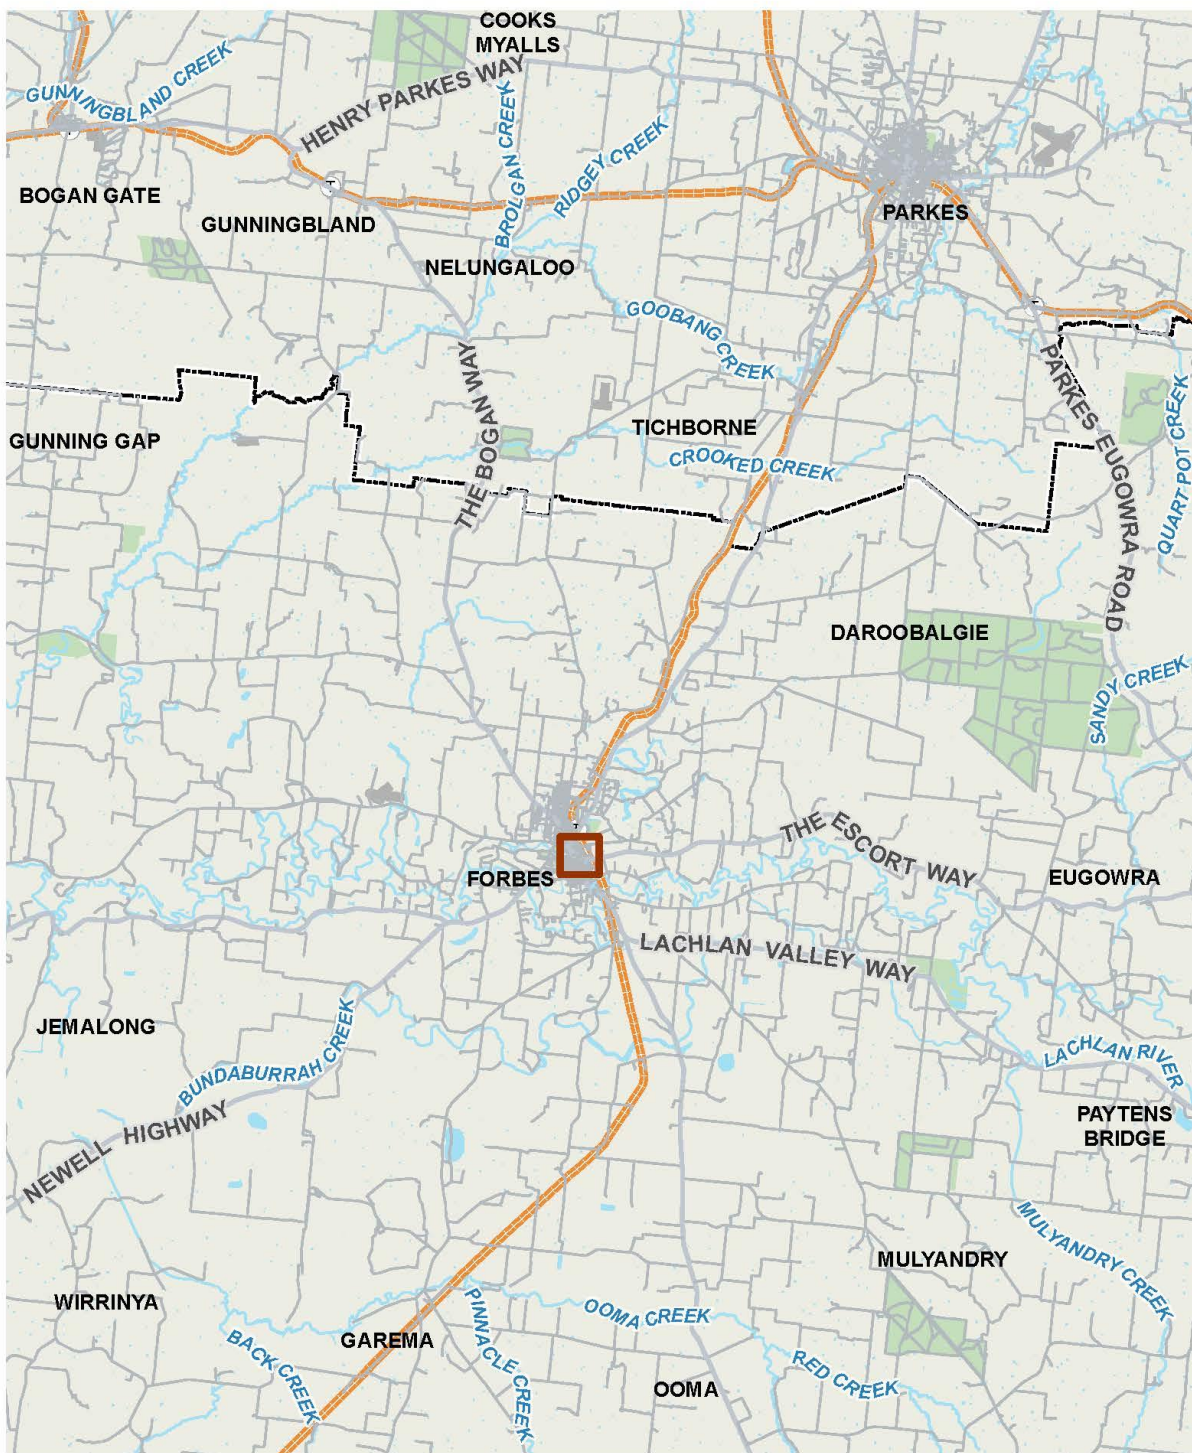 COOKS
MYALLS
GUNNINGBLAND CREEK
HENRY PARKES WAY
BROLGAN CREEK
RIDGEY CREEK
BOGAN GATE
GUNNINGBLAND
PARKES
NELUNGALOO
GOOBANG CREEK
THE BOGAN WAY
PARKES EUGOWRA ROAD
QUART POT CREEK
GUNNING GAP
TICHBORNE
CROOKED CREEK
DAROOBALGIE
SANDY CREEK
THE ESCORT WAY
FORBES
EUGOWRA
LACHLAN VALLEY WAY
JEMALONG
BUNDABURRAH CREEK
LACHLAN RIVER
NEWELL HIGHWAY
PAYTENS
BRIDGE
MULYANDRY CREEK
MULYANDRY
WIRRINYA
PINNACLE CREEK
OOMA CREEK
GAREMA
BACK CREEK
RED CREEK
OOMA